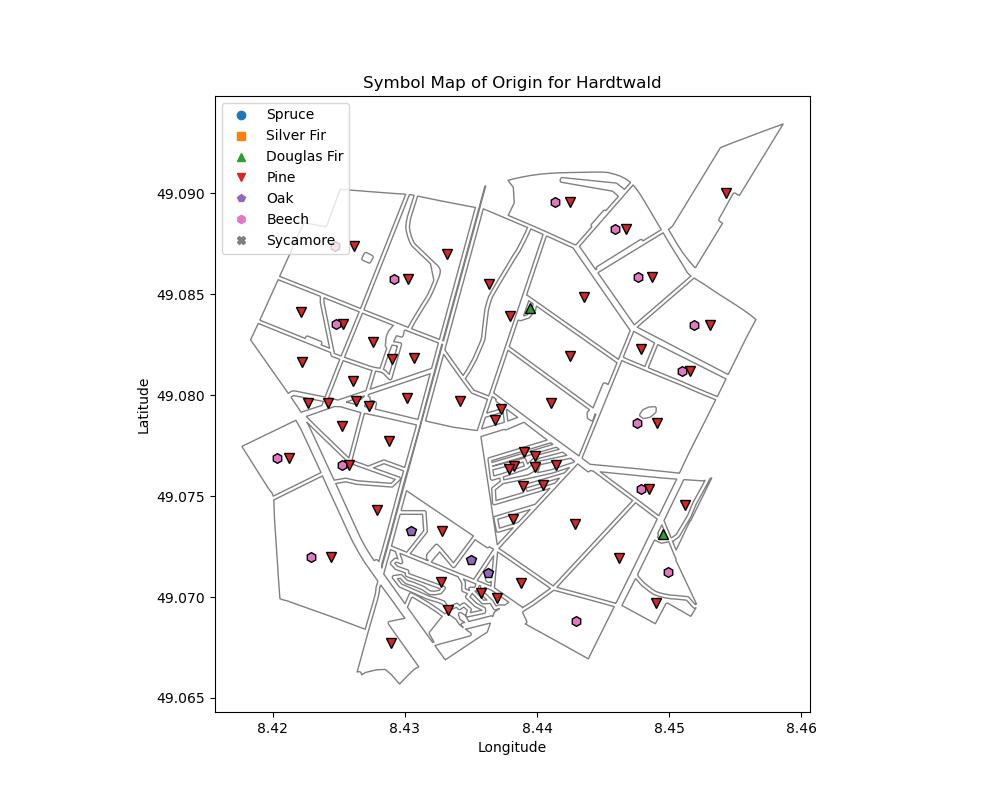 Symbol Map of Origin for Hardtwald
Spruce
Silver Fir
Douglas Fir
Pine
Oak
Beech
Sycamore
49.090
49.085
49.080
49.075
49.070
49.065
Latitude
8.42 8.43 8.44 8.45 8.46
Longitude